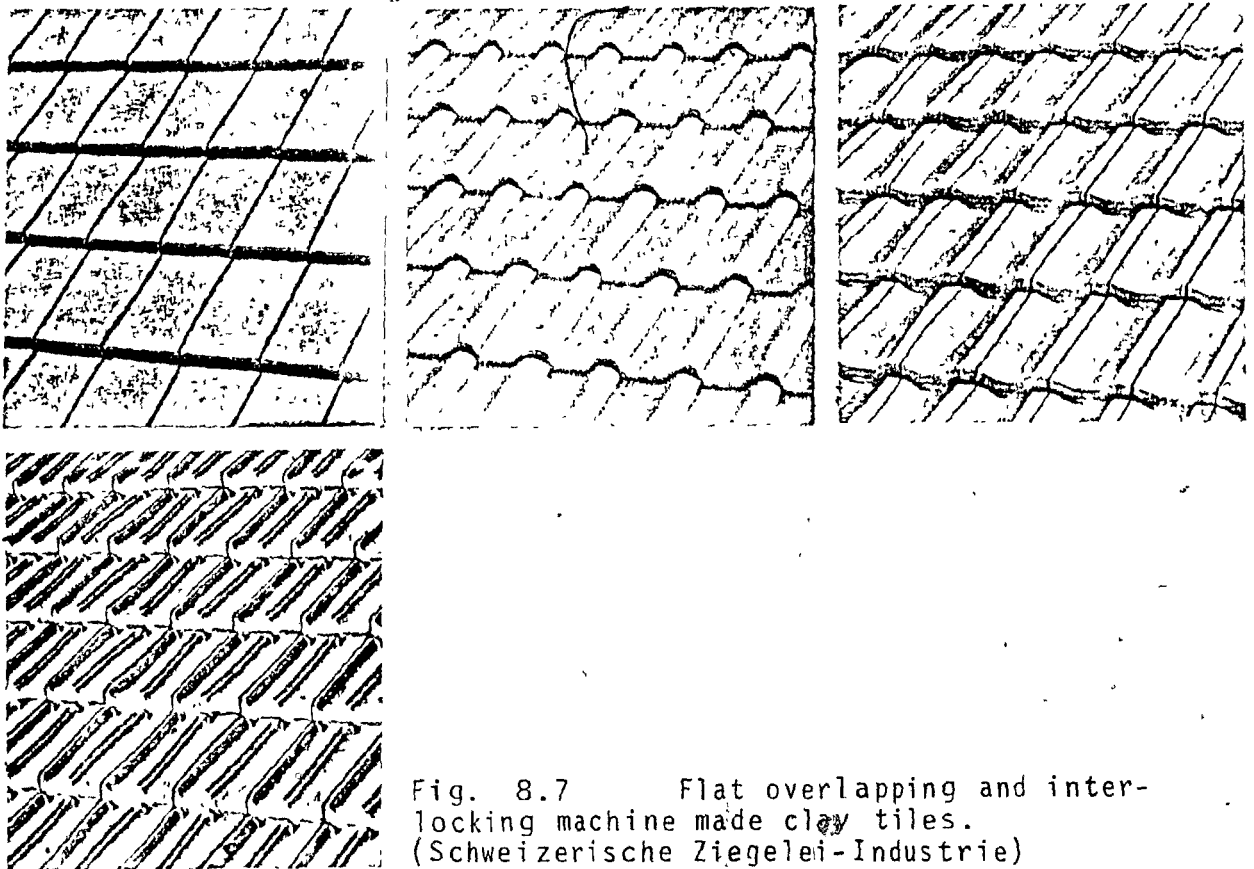 Fig. 8.7 Flat overlapping and inter-
locking machine made clay tiles.
(Schweizerische Ziegelei-Industrie)